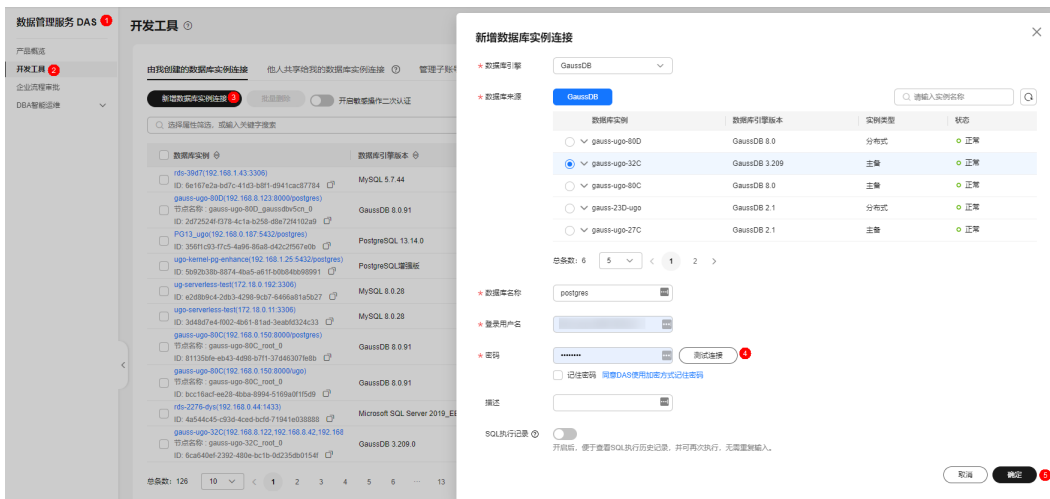 数据管理服务 DAS 1
产品概览
开发工具 2
企业流程审批
DBA智能运维
开发工具
由我创建的数据库实例连接 他人共享给我的数据库实例连接 管理子账
新增数据库实例连接 3 批量删除 开启敏感操作二次认证
选择属性筛选，或输入关键字搜索
数据库实例 数据库引擎版本
rds-39d7(192.168.1.43:3306)
ID: 6e167e2a-bd7c-41d3-b8f1-d941cac87784
MySQL 5.7.44
gauss-ugo-80D(192.168.8.123:8000/postgres)
节点名称 : gauss-ugo-80D_gaussdbv5cn_0
ID: 2d72524f-f378-4c1a-b258-d8e72f4102a9
GaussDB 8.0.91
PG13_ugo(192.168.0.187:5432/postgres)
ID: 356f1c93-f7c5-4a96-86a8-d42c2f567e0b
PostgreSQL 13.14.0
ugo-kernel-pg-enhance(192.168.1.25:5432/postgres)
ID: 5b92b38b-8874-4ba5-a61f-b0b84bb98991
PostgreSQL增强版
ug-serverless-test(172.18.0.192:3306)
ID: e2d8b9c4-2db3-4298-9cb7-6466a81a5b27
MySQL 8.0.28
ugo-serverless-test(172.18.0.11:3306)
ID: 3d48d7e4-f002-4b61-81ad-3eabfd324c33
MySQL 8.0.28
gauss-ugo-80C(192.168.0.150:8000/postgres)
节点名称 : gauss-ugo-80C_root_0
ID: 81135bfe-eb43-4d98-b7f1-37d46307fe8b
GaussDB 8.0.91
gauss-ugo-80C(192.168.0.150:8000/ugo)
节点名称 : gauss-ugo-80C_root_0
ID: bcc16acf-ee28-4bba-8994-5169a0f1f5d9
GaussDB 8.0.91
rds-2276-dys(192.168.0.44:1433)
ID: 4a544c45-c93d-4ced-bcfd-71941e038888
Microsoft SQL Server 2019_EE
gauss-ugo-32C(192.168.8.122,192.168.8.42,192.168
节点名称 : gauss-ugo-32C_root_0
ID: 6ca640ef-2392-480e-bc1b-0d235db0154f
GaussDB 3.209.0
总条数: 126 10 < 1 2 3 4 5 6 ... 13
新增数据库实例连接
* 数据库引擎 GaussDB
* 数据库来源 GaussDB 请输入实例名称
数据库实例 数据库引擎版本 实例类型 状态
gauss-ugo-80D GaussDB 8.0 分布式 正常
gauss-ugo-32C GaussDB 3.209 主备 正常
gauss-ugo-80C GaussDB 8.0 主备 正常
gauss-23D-ugo GaussDB 2.1 分布式 正常
gauss-ugo-27C GaussDB 2.1 主备 正常
总条数: 6 5 < 1 2 >
* 数据库名称 postgres
* 登录用户名
* 密码 •••••••• 测试连接 4
记住密码 同意DAS使用加密方式记住密码
描述
SQL执行记录
开启后，便于查看SQL执行历史记录，并可再次执行，无需重复输入。
取消 确定 5